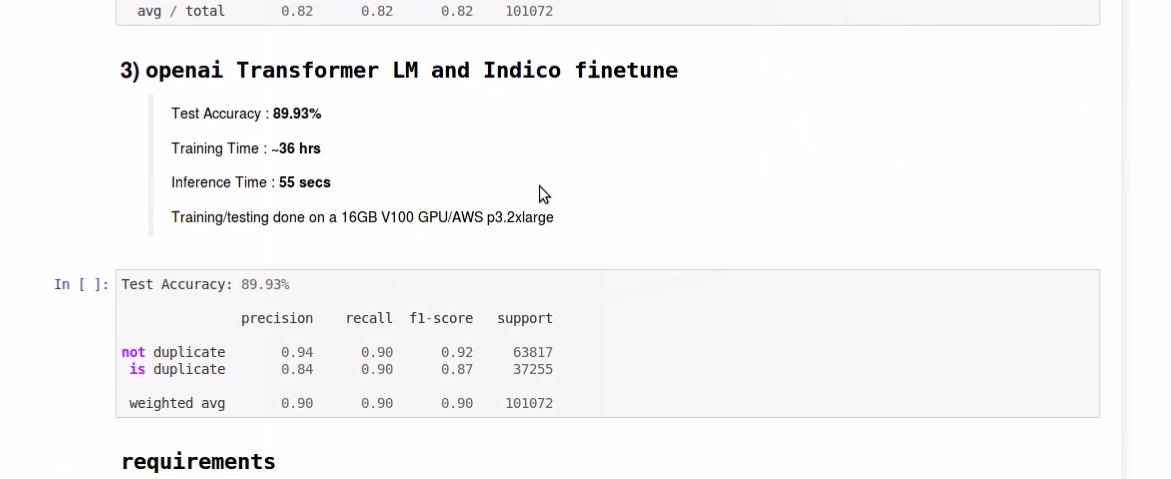 avg / total 0.82 0.82 0.82 101072
3) openai Transformer LM and Indico finetune
Test Accuracy : 89.93%
Training Time : ~36 hrs
Inference Time : 55 secs
Training/testing done on a 16GB V100 GPU/AWS p3.2xlarge
In [ ]: Test Accuracy: 89.93%
precision recall f1-score support
not duplicate 0.94 0.90 0.92 63817
is duplicate 0.84 0.90 0.87 37255
weighted avg 0.90 0.90 0.90 101072
requirements